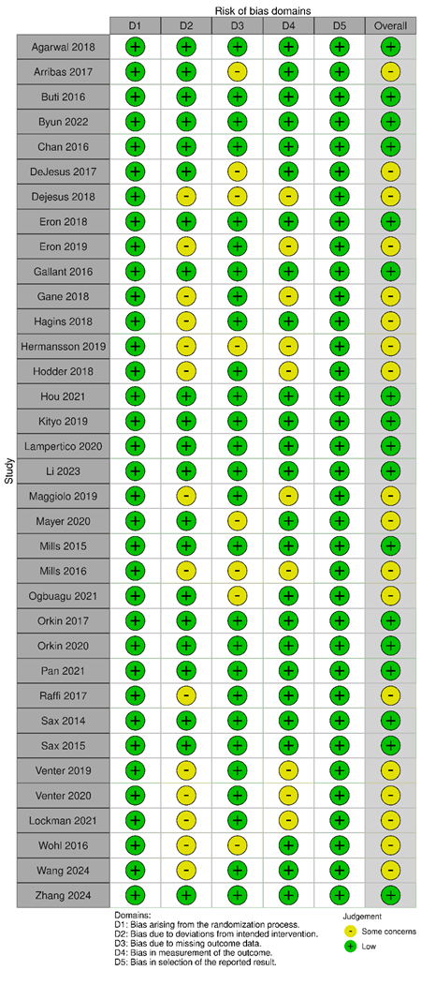 Risk of bias domains
D1 D2 D3 D4 D5 Overall
Study
Agarwal 2018 + + + + + +
Arribas 2017 + + - + + -
Buti 2016 + + + + + +
Byun 2022 + + + + + +
Chan 2016 + + + + + +
DeJesus 2017 + + - + + -
Dejesus 2018 + - - - + -
Eron 2018 + + + + + +
Eron 2019 + - + - + -
Gallant 2016 + + + + + +
Gane 2018 + - + - + -
Hagins 2018 + - + + + -
Hermansson 2019 + - - - + -
Hodder 2018 + - + - + -
Hou 2021 + + + + + +
Kityo 2019 + + + + + +
Lampertico 2020 + + + + + +
Li 2023 + + + + + +
Maggiolo 2019 + - + - + -
Mayer 2020 + + - + + -
Mills 2015 + + + + + +
Mills 2016 + - - - + -
Ogbuagu 2021 + + - + + -
Orkin 2017 + + + + + +
Orkin 2020 + + + + + +
Pan 2021 + + + + + +
Raffi 2017 + - + + + -
Sax 2014 + + + + + +
Sax 2015 + + + + + +
Venter 2019 + - + - + -
Venter 2020 + - + - + -
Lockman 2021 + - + - + -
Wohl 2016 + - - + + -
Wang 2024 + - + + + -
Zhang 2024 + + + + + +
Domains:
D1: Bias arising from the randomization process.
D2: Bias due to deviations from intended intervention.
D3: Bias due to missing outcome data.
D4: Bias in measurement of the outcome.
D5: Bias in selection of the reported result.
Judgement
- Some concerns
+ Low